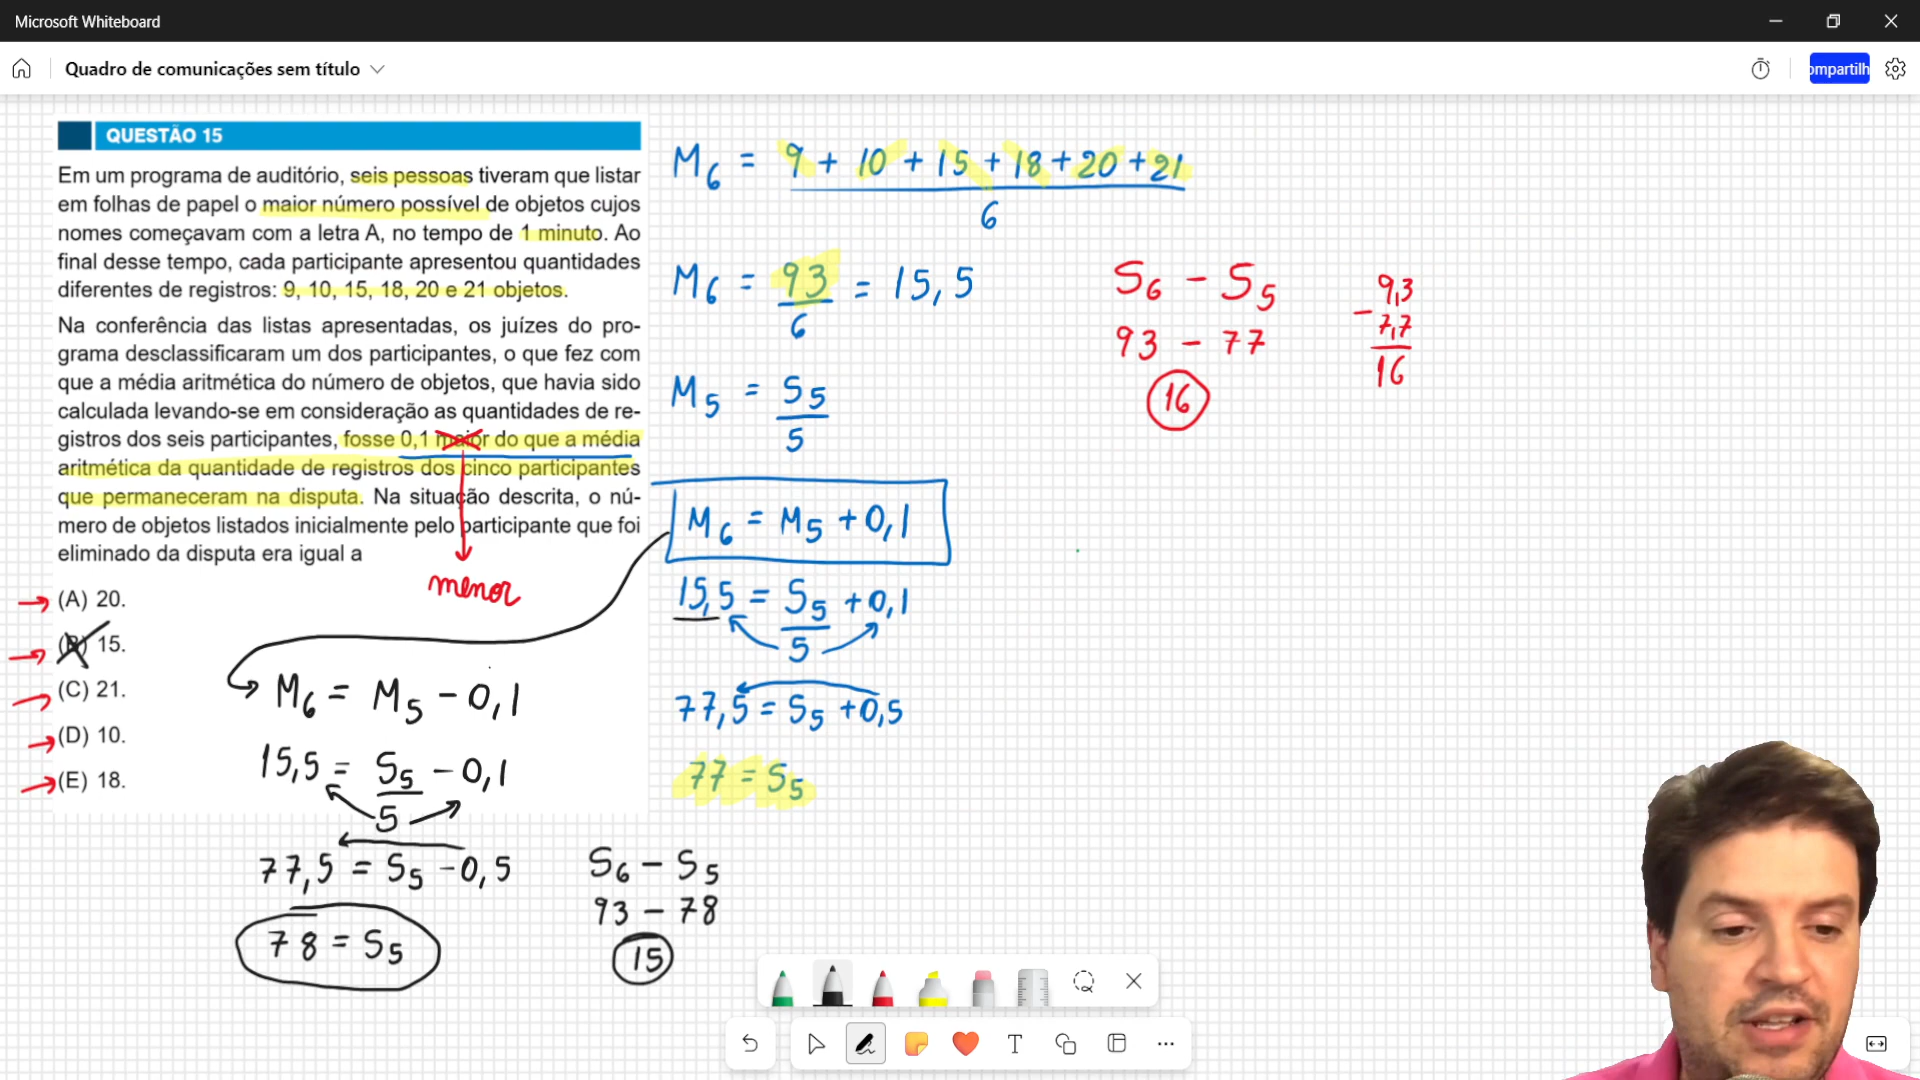 Microsoft Whiteboard
Quadro de comunicações sem título
ompartilh
QUESTÃO 15
Em um programa de auditório, seis pessoas tiveram que listar
em folhas de papel o maior número possível de objetos cujos
nomes começavam com a letra A, no tempo de 1 minuto. Ao
final desse tempo, cada participante apresentou quantidades
diferentes de registros: 9, 10, 15, 18, 20 e 21 objetos.
Na conferência das listas apresentadas, os juízes do pro-
grama desclassificaram um dos participantes, o que fez com
que a média aritmética do número de objetos, que havia sido
calculada levando-se em consideração as quantidades de re-
gistros dos seis participantes, fosse 0,1 maior do que a média
aritmética da quantidade de registros dos cinco participantes
que permaneceram na disputa. Na situação descrita, o nú-
mero de objetos listados inicialmente pelo participante que foi
eliminado da disputa era igual a
menor
(A) 20.
(B) 15.
(C) 21.
(D) 10.
(E) 18.
M6 = M5 - 0,1
15,5 = S5 - 0,1
5
77,5 = S5 - 0,5
78 = S5
S6 - S5
93 - 78
15
M6 = 9 + 10 + 15 + 18 + 20 + 21
6
M6 = 93 = 15,5
6
M5 = S5
5
M6 = M5 + 0,1
15,5 = S5 + 0,1
5
77,5 = S5 + 0,5
77 = S5
S6 - S5
93 - 77
16
9,3
- 7,7
16